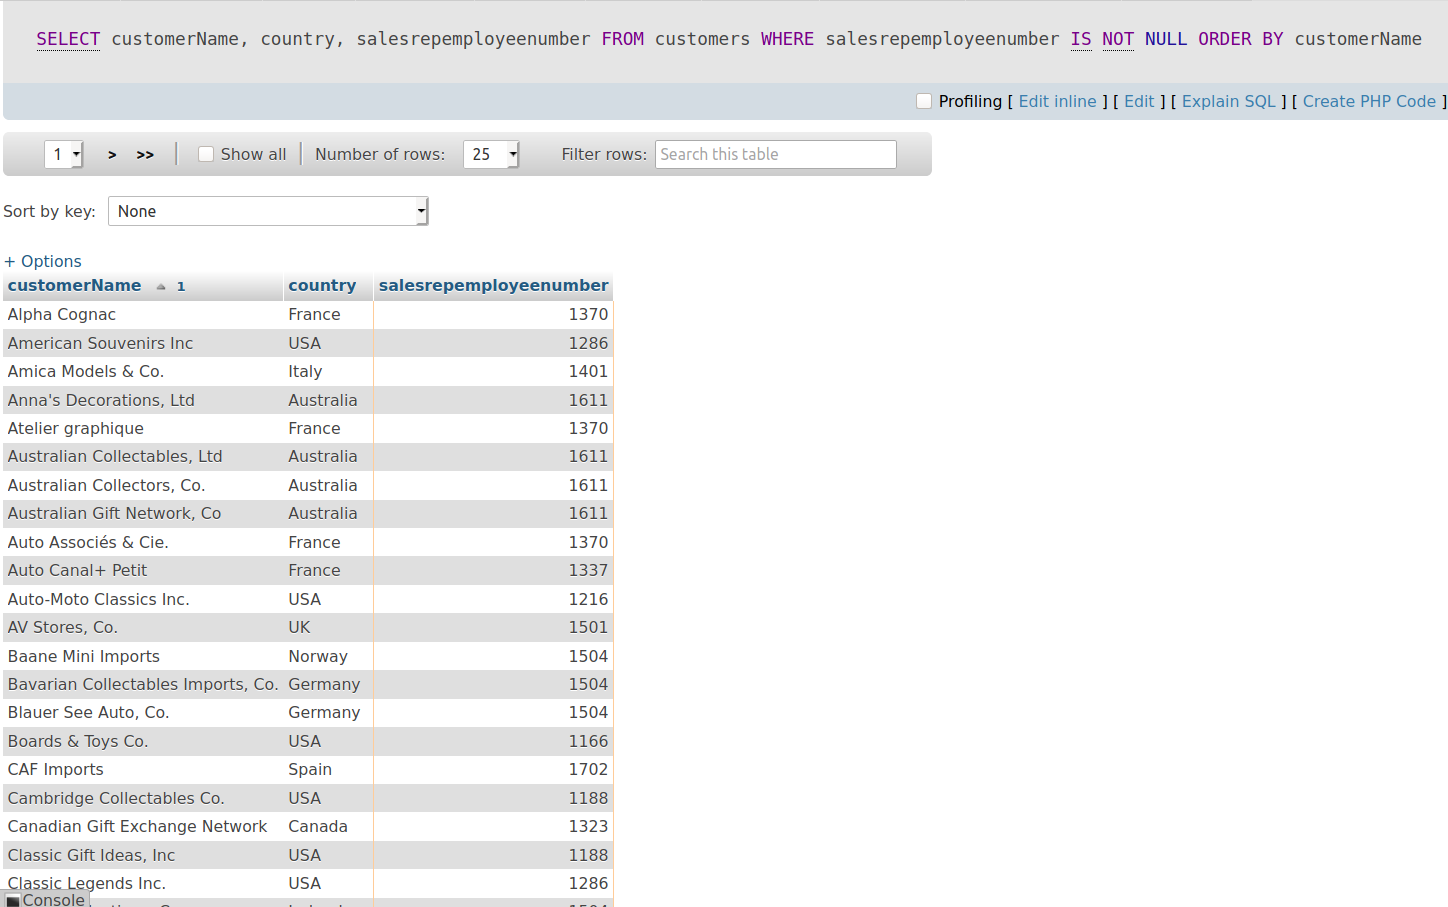 SELECT customerName, country, salesrepemployeenumber FROM customers WHERE salesrepemployeenumber IS NOT NULL ORDER BY customerName
Profiling [ Edit inline ] [ Edit ] [ Explain SQL ] [ Create PHP Code ]
1 > >> Show all Number of rows: 25 Filter rows: Search this table
Sort by key: None
+ Options
customerName 1 country salesrepemployeenumber
Alpha Cognac France 1370
American Souvenirs Inc USA 1286
Amica Models & Co. Italy 1401
Anna's Decorations, Ltd Australia 1611
Atelier graphique France 1370
Australian Collectables, Ltd Australia 1611
Australian Collectors, Co. Australia 1611
Australian Gift Network, Co Australia 1611
Auto Associés & Cie. France 1370
Auto Canal+ Petit France 1337
Auto-Moto Classics Inc. USA 1216
AV Stores, Co. UK 1501
Baane Mini Imports Norway 1504
Bavarian Collectables Imports, Co. Germany 1504
Blauer See Auto, Co. Germany 1504
Boards & Toys Co. USA 1166
CAF Imports Spain 1702
Cambridge Collectables Co. USA 1188
Canadian Gift Exchange Network Canada 1323
Classic Gift Ideas, Inc USA 1188
Classic Legends Inc. USA 1286
Console